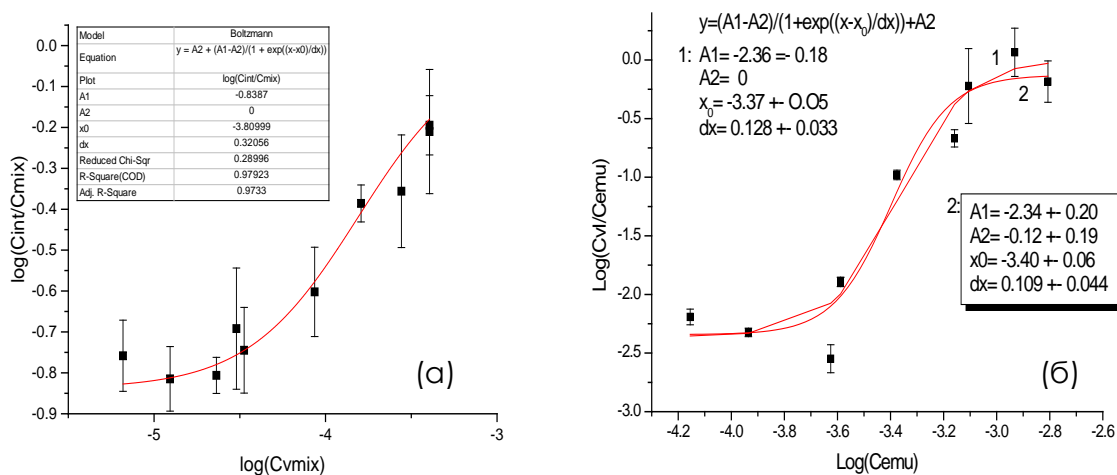 Model Boltzmann
Equation y = A2 + (A1-A2)/(1 + exp((x-x0)/dx))
Plot log(Cint/Cmix)
A1 -0.8387
A2 0
x0 -3.80999
dx 0.32056
Reduced Chi-Sqr 0.28996
R-Square(COD) 0.97923
Adj. R-Square 0.9733
0.0
-0.1
-0.2
-0.3
-0.4
-0.5
-0.6
-0.7
-0.8
-0.9
log(Cint/Cmix)
-5 -4 -3
log(Cvmix)
(а)
y=(A1-A2)/(1+exp((x-x0)/dx))+A2
1: A1= -2.36 =- 0.18
A2= 0
x0= -3.37 +- 0.05
dx= 0.128 +- 0.033
1
2
2:
A1= -2.34 +- 0.20
A2= -0.12 +- 0.19
x0= -3.40 +- 0.06
dx= 0.109 +- 0.044
0.5
0.0
-0.5
-1.0
-1.5
-2.0
-2.5
-3.0
Log(Cvl/Cemu)
-4.2 -4.0 -3.8 -3.6 -3.4 -3.2 -3.0 -2.8 -2.6
Log(Cemu)
(б)